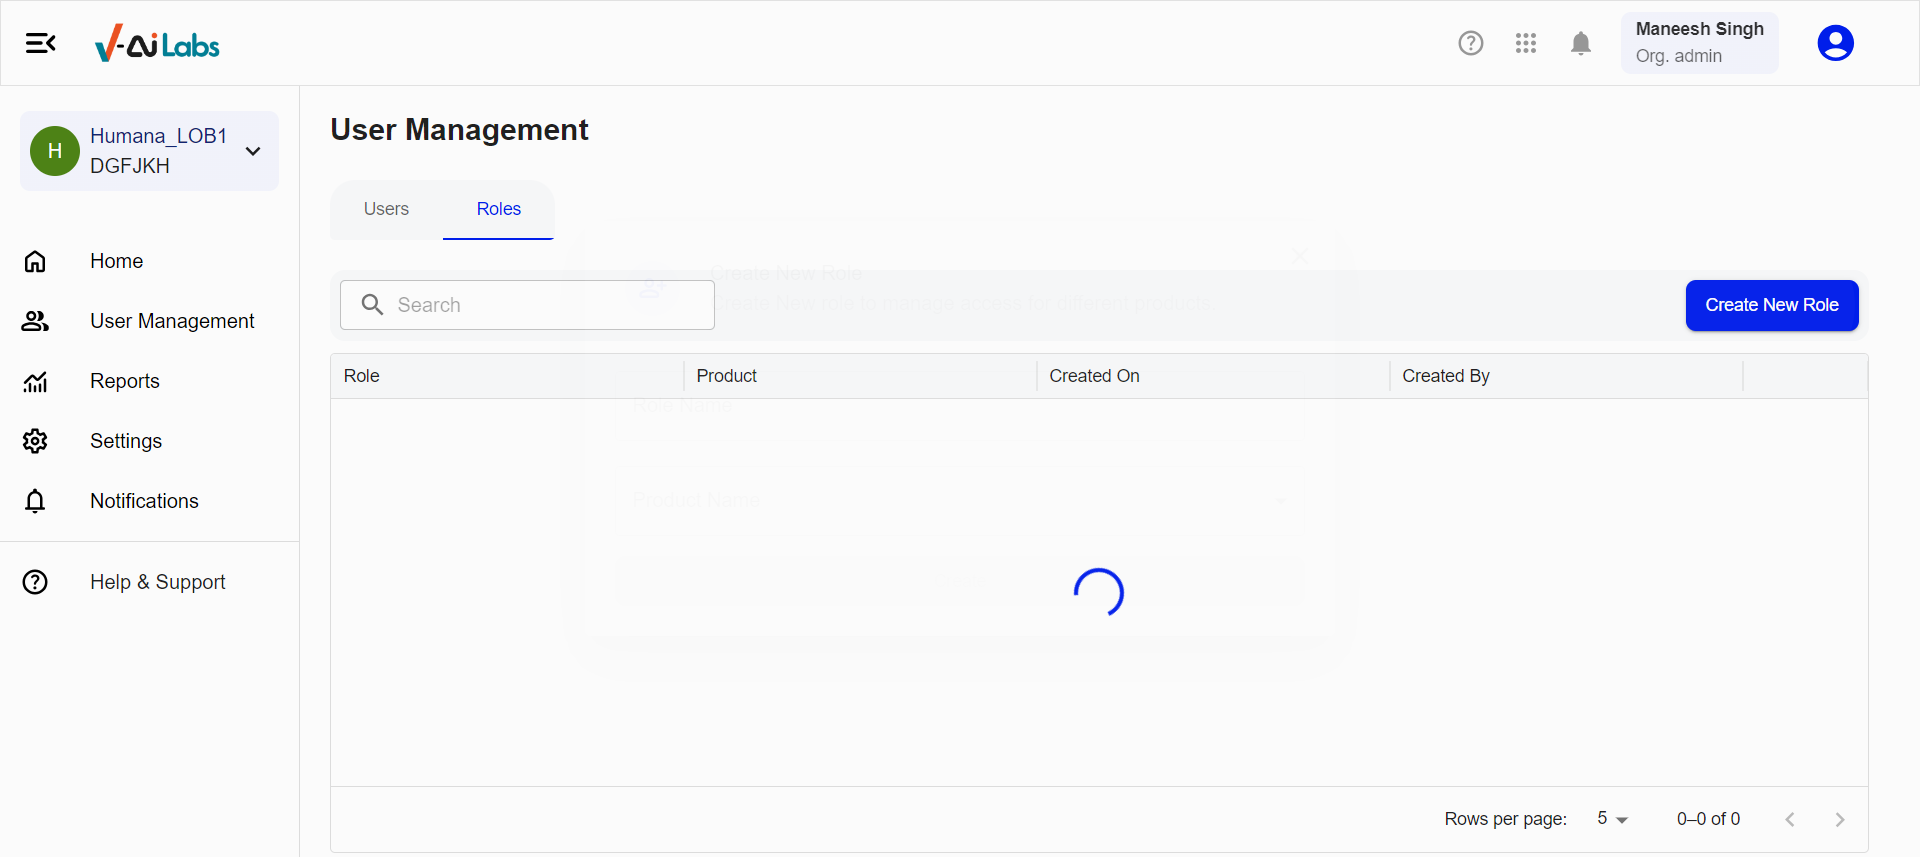 V-Ai Labs
Maneesh Singh
Org. admin
H
Humana_LOB1
DGFJKH
Home
User Management
Reports
Settings
Notifications
Help & Support
User Management
Users
Roles
Create New Role
Create New role to manage access for different products
Search
Create New Role
Role
Product
Created On
Created By
Role Name
Product Name
Rows per page:
5
0–0 of 0